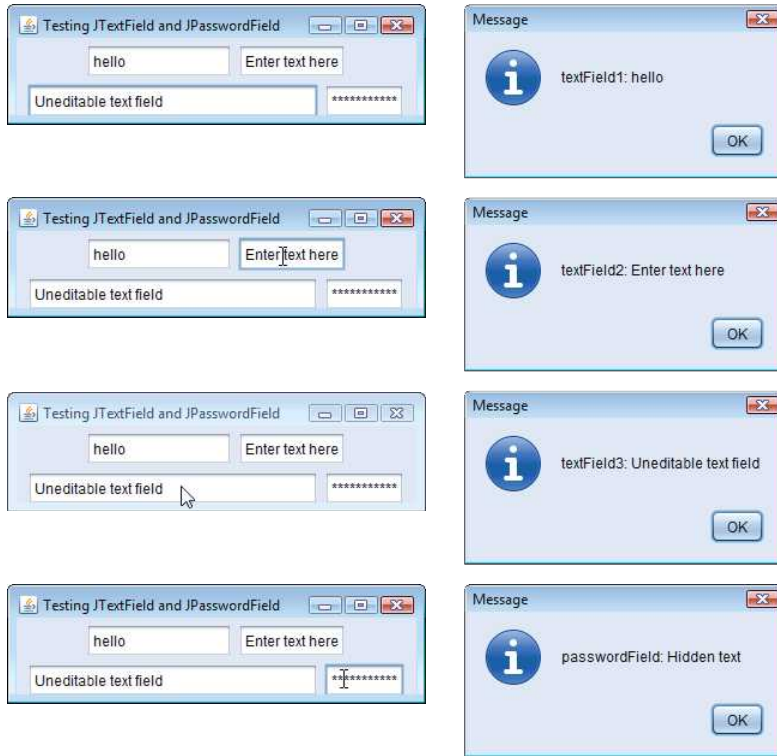 Testing JTextField and JPasswordField
hello
Enter text here
Uneditable text field
***********
Message
textField1: hello
OK
Testing JTextField and JPasswordField
hello
Enter text here
Uneditable text field
***********
Message
textField2: Enter text here
OK
Testing JTextField and JPasswordField
hello
Enter text here
Uneditable text field
***********
Message
textField3: Uneditable text field
OK
Testing JTextField and JPasswordField
hello
Enter text here
Uneditable text field
***********
Message
passwordField: Hidden text
OK